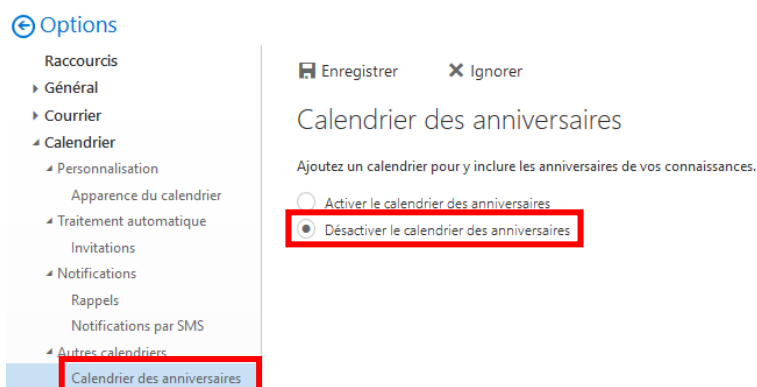 Options
Raccourcis
Général
Courrier
Calendrier
Personnalisation
Apparence du calendrier
Traitement automatique
Invitations
Notifications
Rappels
Notifications par SMS
Autres calendriers
Calendrier des anniversaires
Enregistrer Ignorer
Calendrier des anniversaires
Ajoutez un calendrier pour y inclure les anniversaires de vos connaissances.
Activer le calendrier des anniversaires
Désactiver le calendrier des anniversaires